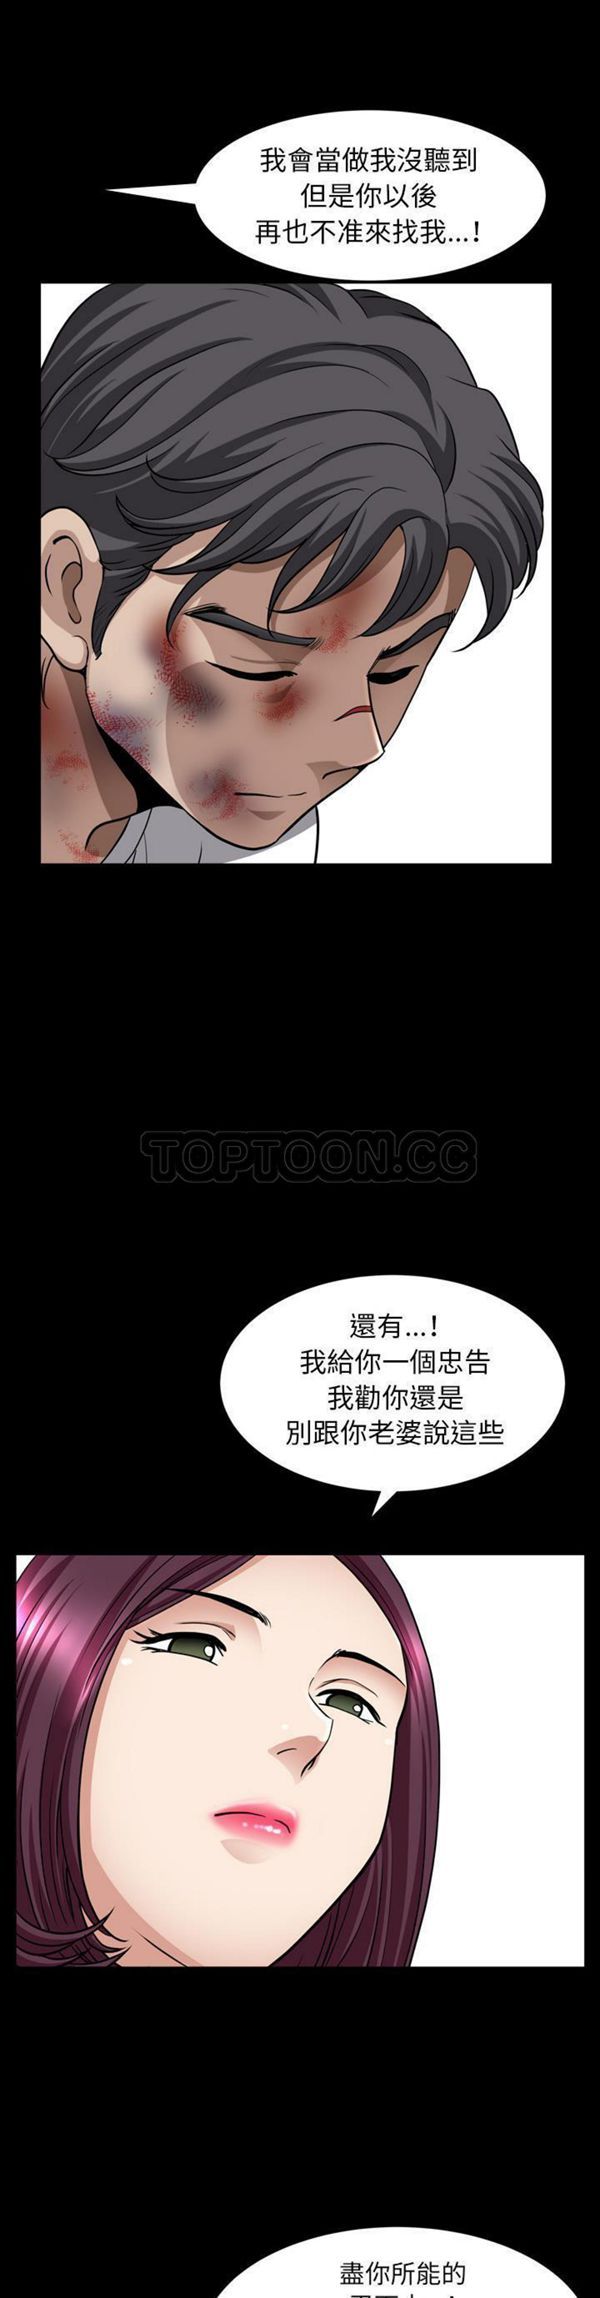 我會當做我沒聽到
但是你以後
再也不准來找我...！
TOPTOON.CC
還有...！
我給你一個忠告
我勸你還是
別跟你老婆說這些
盡你所能的